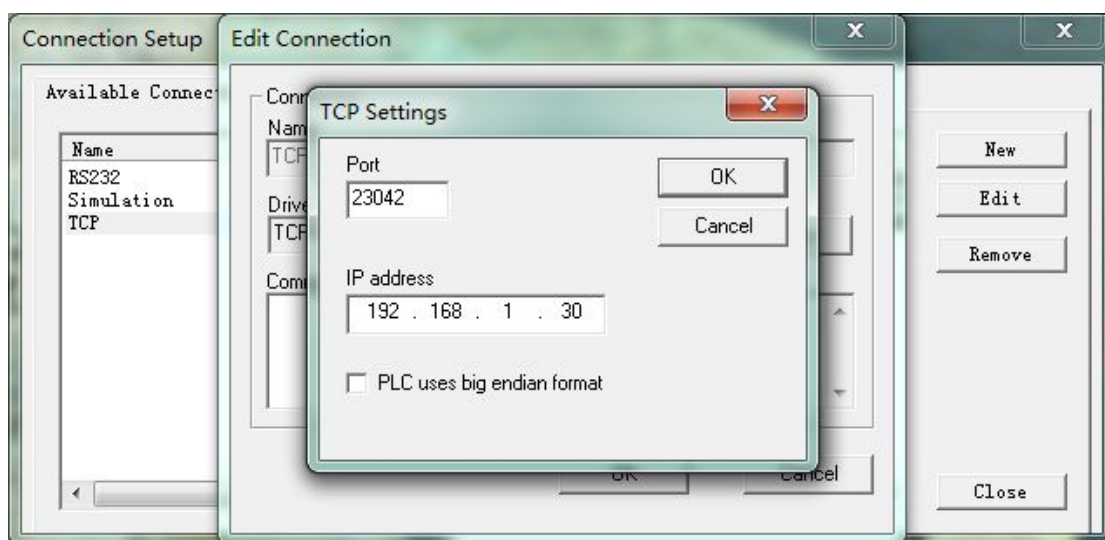 Connection Setup
Edit Connection
Available Connec
Name
RS232
Simulation
TCP
TCP Settings
Port
23042
OK
Cancel
IP address
192 . 168 . 1 . 30
PLC uses big endian format
New
Edit
Remove
Close